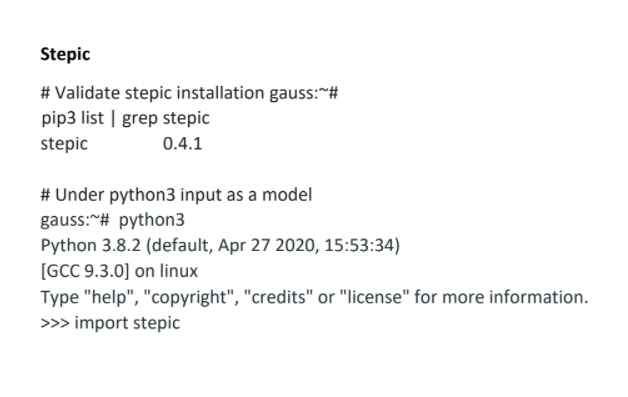 Stepic
# Validate stepic installation gauss:~#
pip3 list | grep stepic
stepic 0.4.1
# Under python3 input as a model
gauss:~# python3
Python 3.8.2 (default, Apr 27 2020, 15:53:34)
[GCC 9.3.0] on linux
Type "help", "copyright", "credits" or "license" for more information.
>>> import stepic